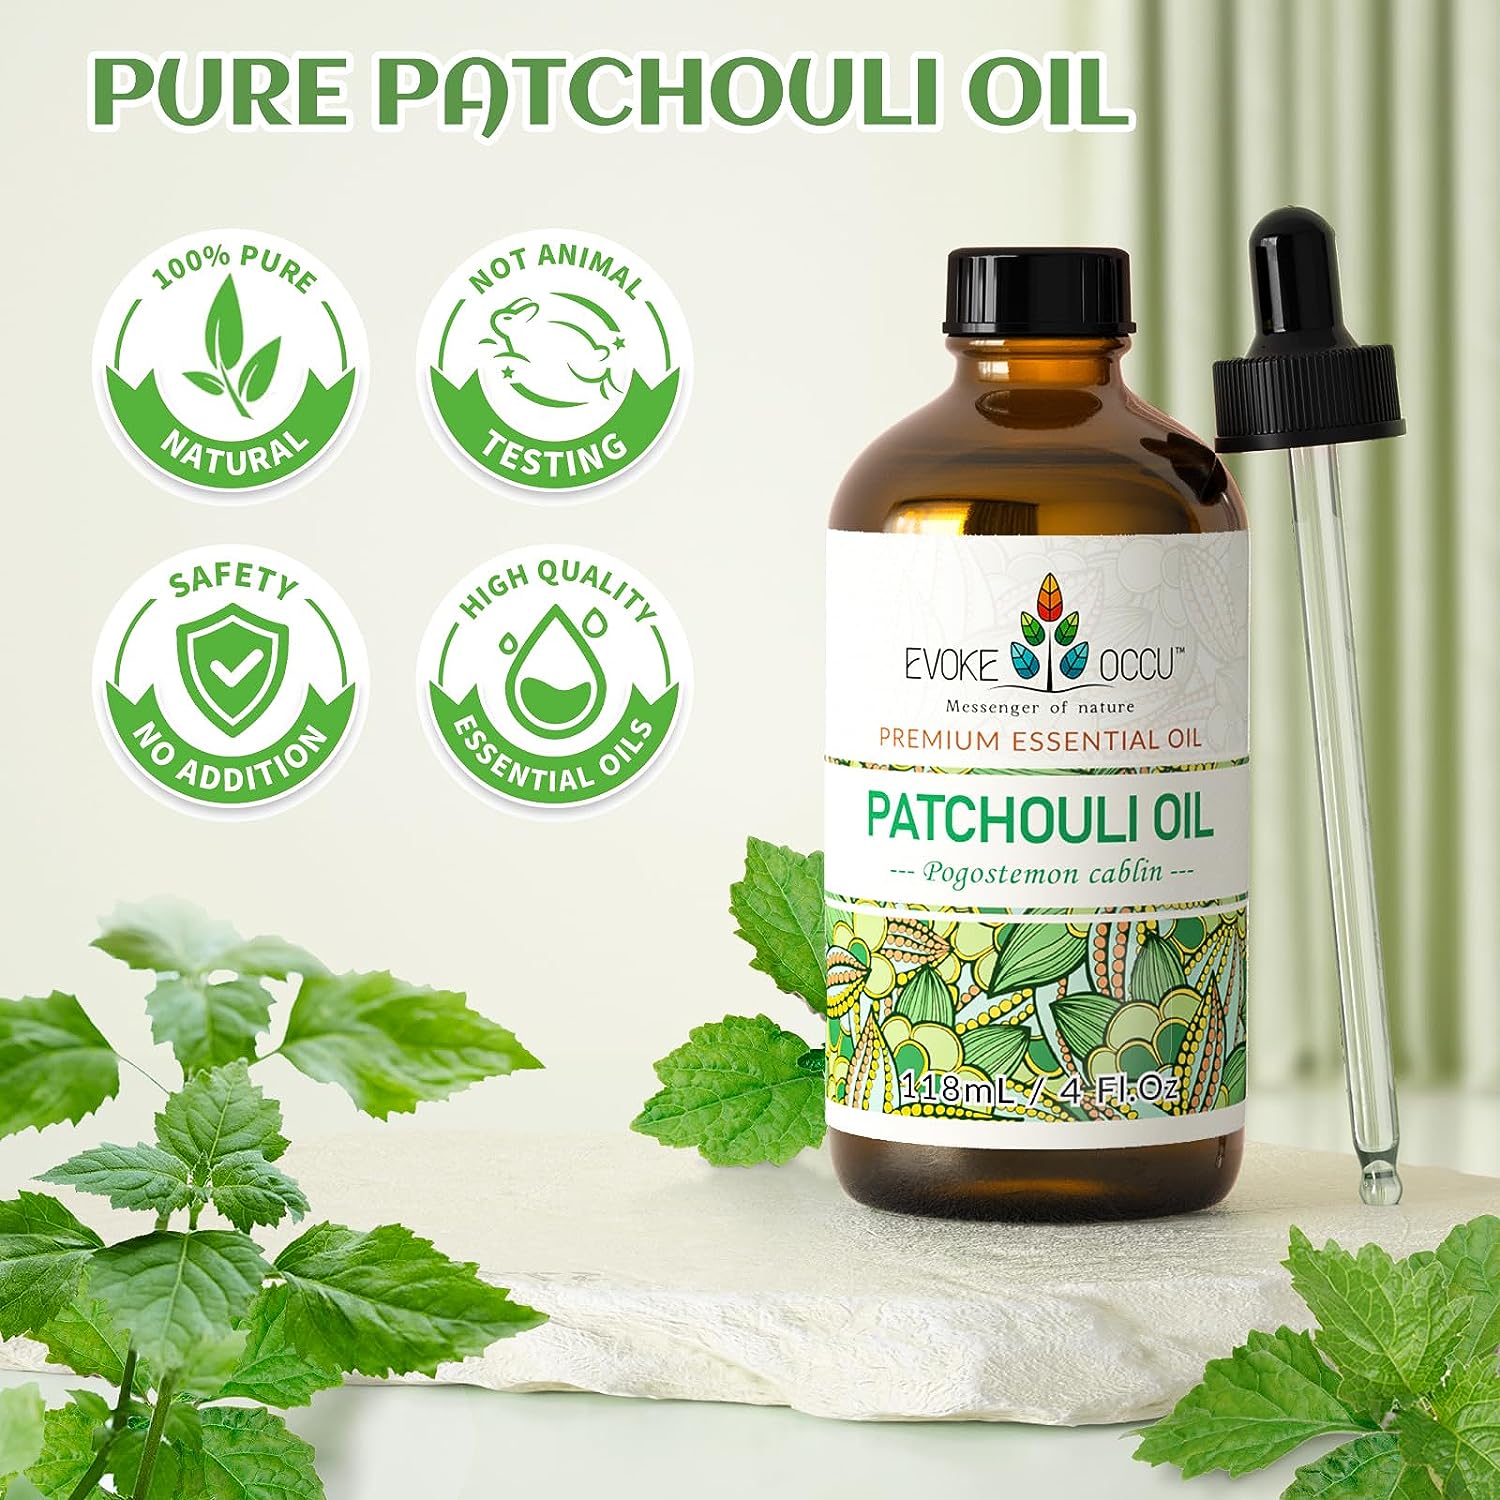 PURE PATCHOULI OIL
100% PURE
NATURAL
NOT ANIMAL
TESTING
SAFETY
NO ADDITION
HIGH QUALITY
ESSENTIAL OILS
EVOKE OCCU™
Messenger of nature
PREMIUM ESSENTIAL OIL
PATCHOULI OIL
--- Pogostemon cablin ---
118mL / 4 Fl.Oz